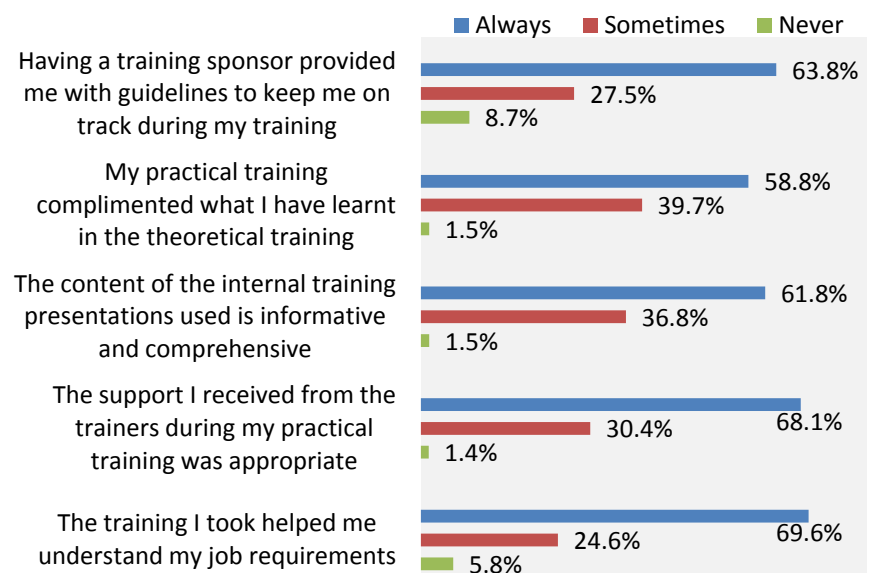 Always Sometimes Never
Having a training sponsor provided
me with guidelines to keep me on
track during my training
63.8%
27.5%
8.7%
My practical training
complimented what I have learnt
in the theoretical training
58.8%
39.7%
1.5%
The content of the internal training
presentations used is informative
and comprehensive
61.8%
36.8%
1.5%
The support I received from the
trainers during my practical
training was appropriate
68.1%
30.4%
1.4%
The training I took helped me
understand my job requirements
69.6%
24.6%
5.8%